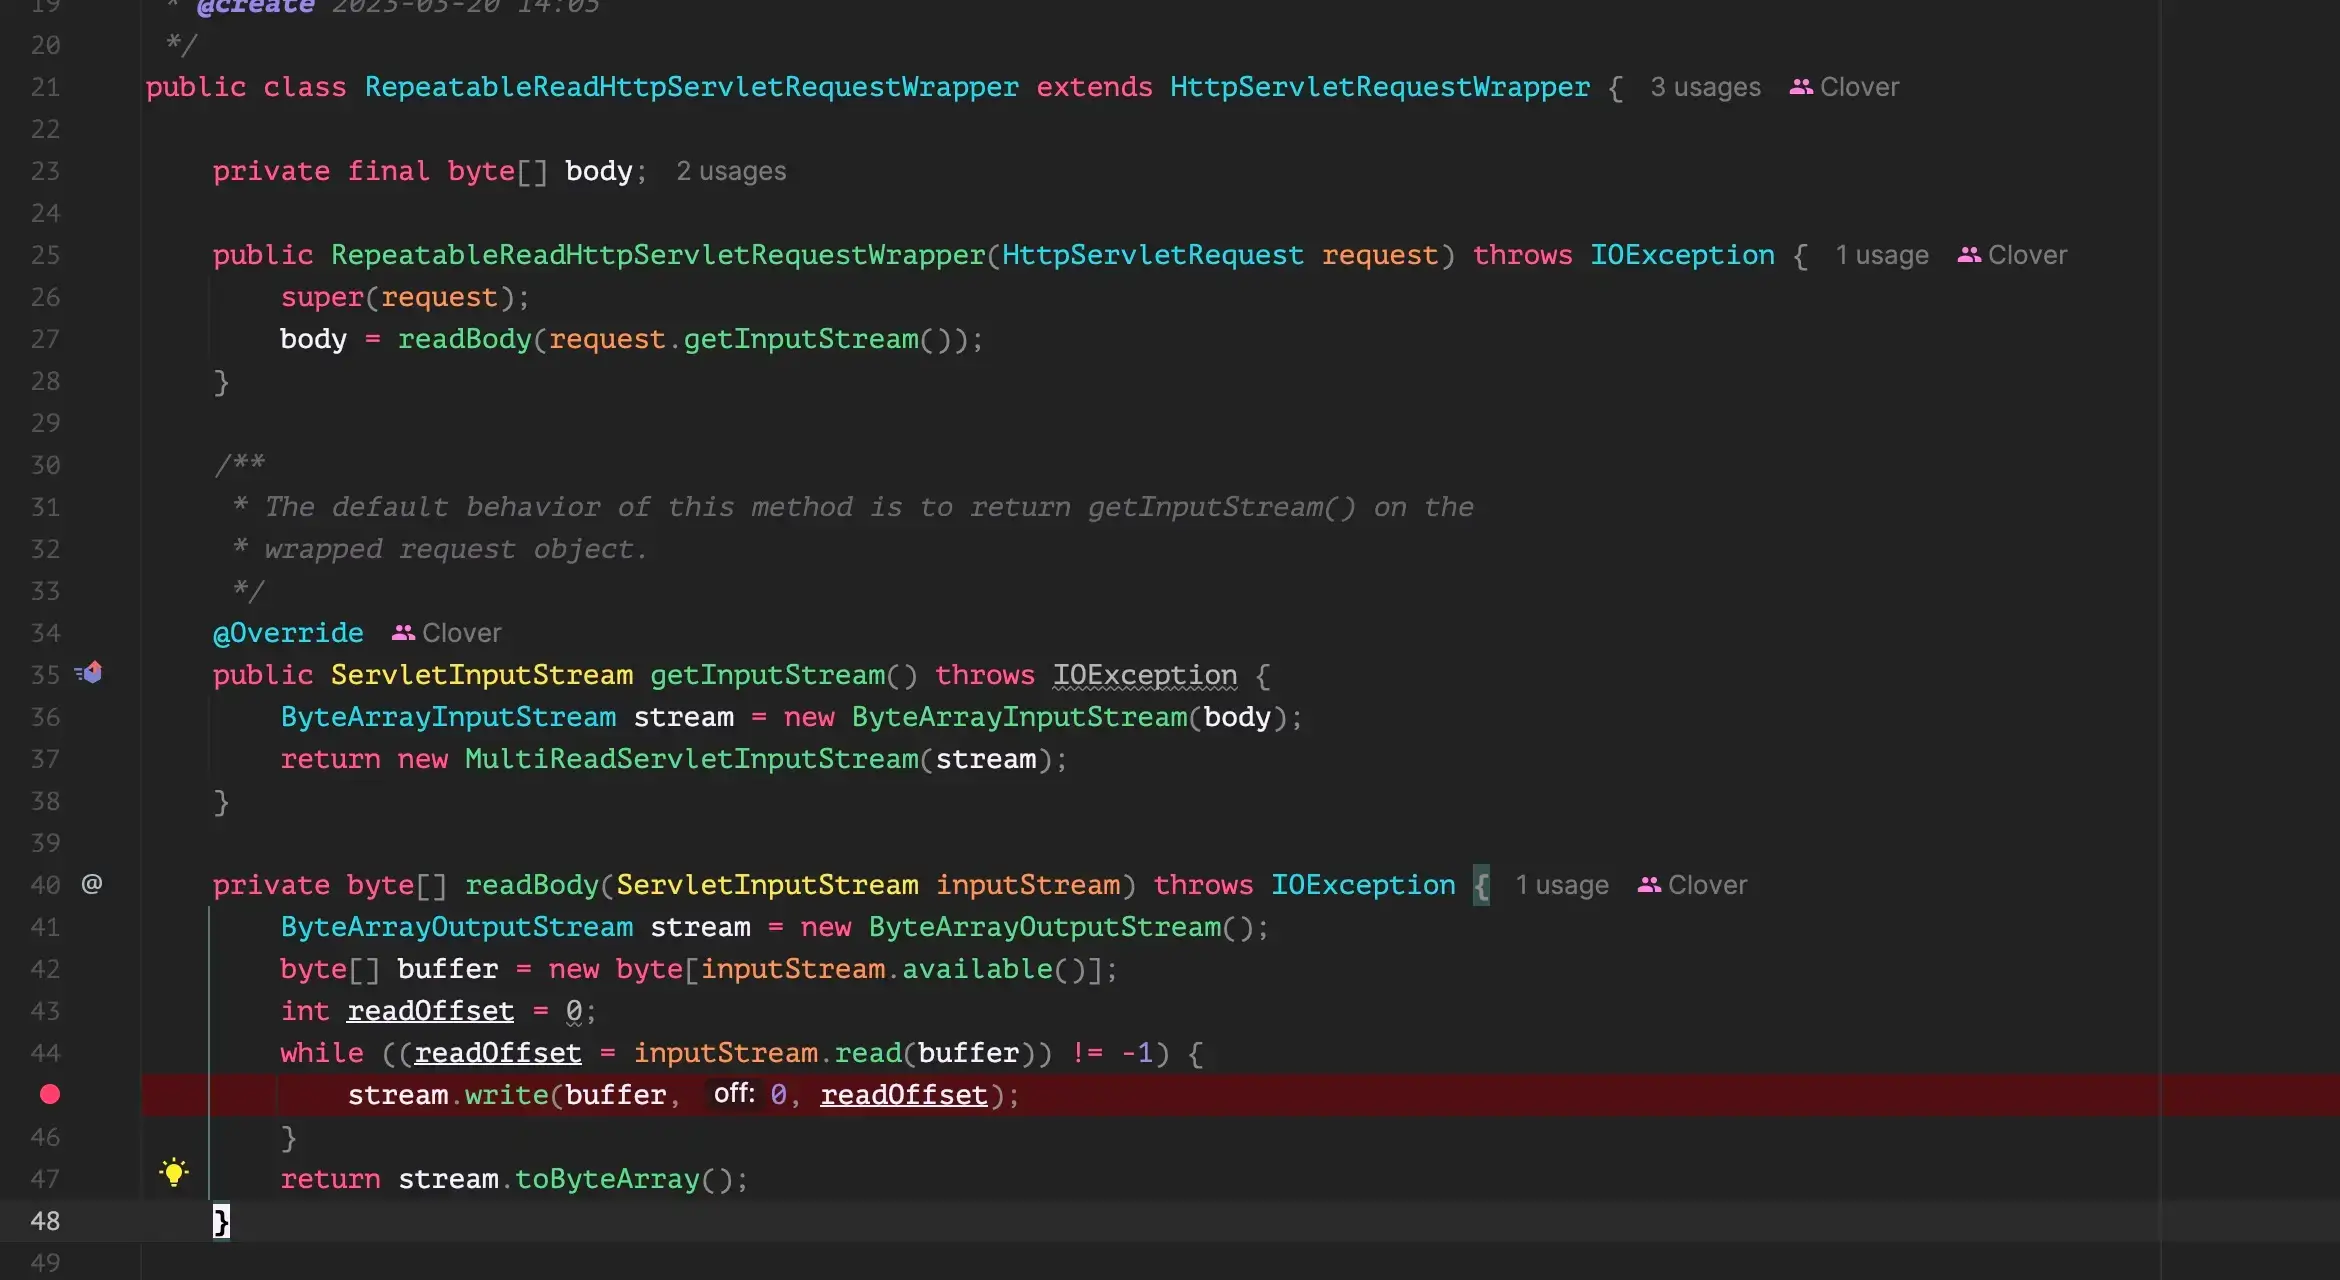 19 * @create 2023-03-20 14:05
20 */
21 public class RepeatableReadHttpServletRequestWrapper extends HttpServletRequestWrapper { 3 usages Clover
22
23 private final byte[] body; 2 usages
24
25 public RepeatableReadHttpServletRequestWrapper(HttpServletRequest request) throws IOException { 1 usage Clover
26 super(request);
27 body = readBody(request.getInputStream());
28 }
29
30 /**
31 * The default behavior of this method is to return getInputStream() on the
32 * wrapped request object.
33 */
34 @Override Clover
35 public ServletInputStream getInputStream() throws IOException {
36 ByteArrayInputStream stream = new ByteArrayInputStream(body);
37 return new MultiReadServletInputStream(stream);
38 }
39
40 @ private byte[] readBody(ServletInputStream inputStream) throws IOException { 1 usage Clover
41 ByteArrayOutputStream stream = new ByteArrayOutputStream();
42 byte[] buffer = new byte[inputStream.available()];
43 int readOffset = 0;
44 while ((readOffset = inputStream.read(buffer)) != -1) {
stream.write(buffer, off: 0, readOffset);
46 }
47 return stream.toByteArray();
48 }
49